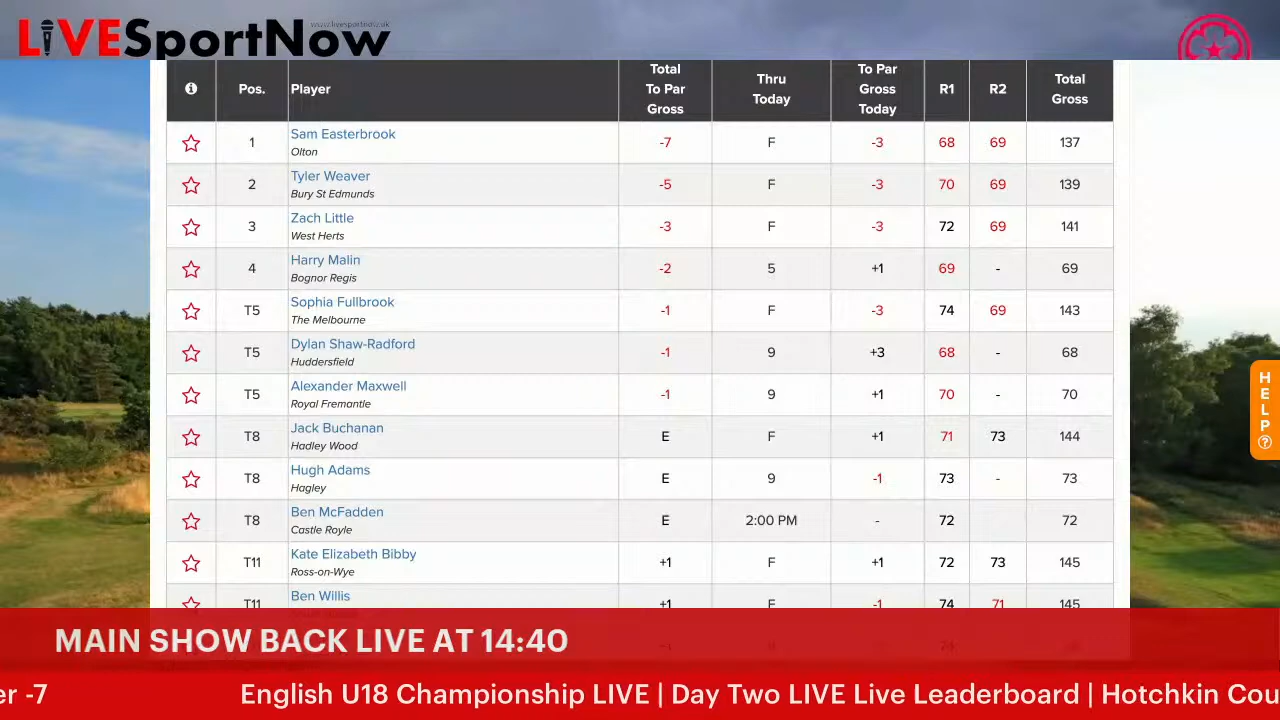 LiVESportNow
www.livesportnow.uk
Pos. Player Total To Par Gross Thru Today To Par Gross Today R1 R2 Total Gross
1 Sam Easterbrook -7 F -3 68 69 137
Olton
2 Tyler Weaver -5 F -3 70 69 139
Bury St Edmunds
3 Zach Little -3 F -3 72 69 141
West Herts
4 Harry Malin -2 5 +1 69 - 69
Bognor Regis
T5 Sophia Fullbrook -1 F -3 74 69 143
The Melbourne
T5 Dylan Shaw-Radford -1 9 +3 68 - 68
Huddersfield
T5 Alexander Maxwell -1 9 +1 70 - 70
Royal Fremantle
T8 Jack Buchanan E F +1 71 73 144
Hadley Wood
T8 Hugh Adams E 9 -1 73 - 73
Hagley
T8 Ben McFadden E 2:00 PM - 72 72
Castle Royle
T11 Kate Elizabeth Bibby +1 F +1 72 73 145
Ross-on-Wye
T11 Ben Willis +1 F -1 74 71 145
HELP?
MAIN SHOW BACK LIVE AT 14:40
er -7 English U18 Championship LIVE | Day Two LIVE Live Leaderboard | Hotchkin Cou